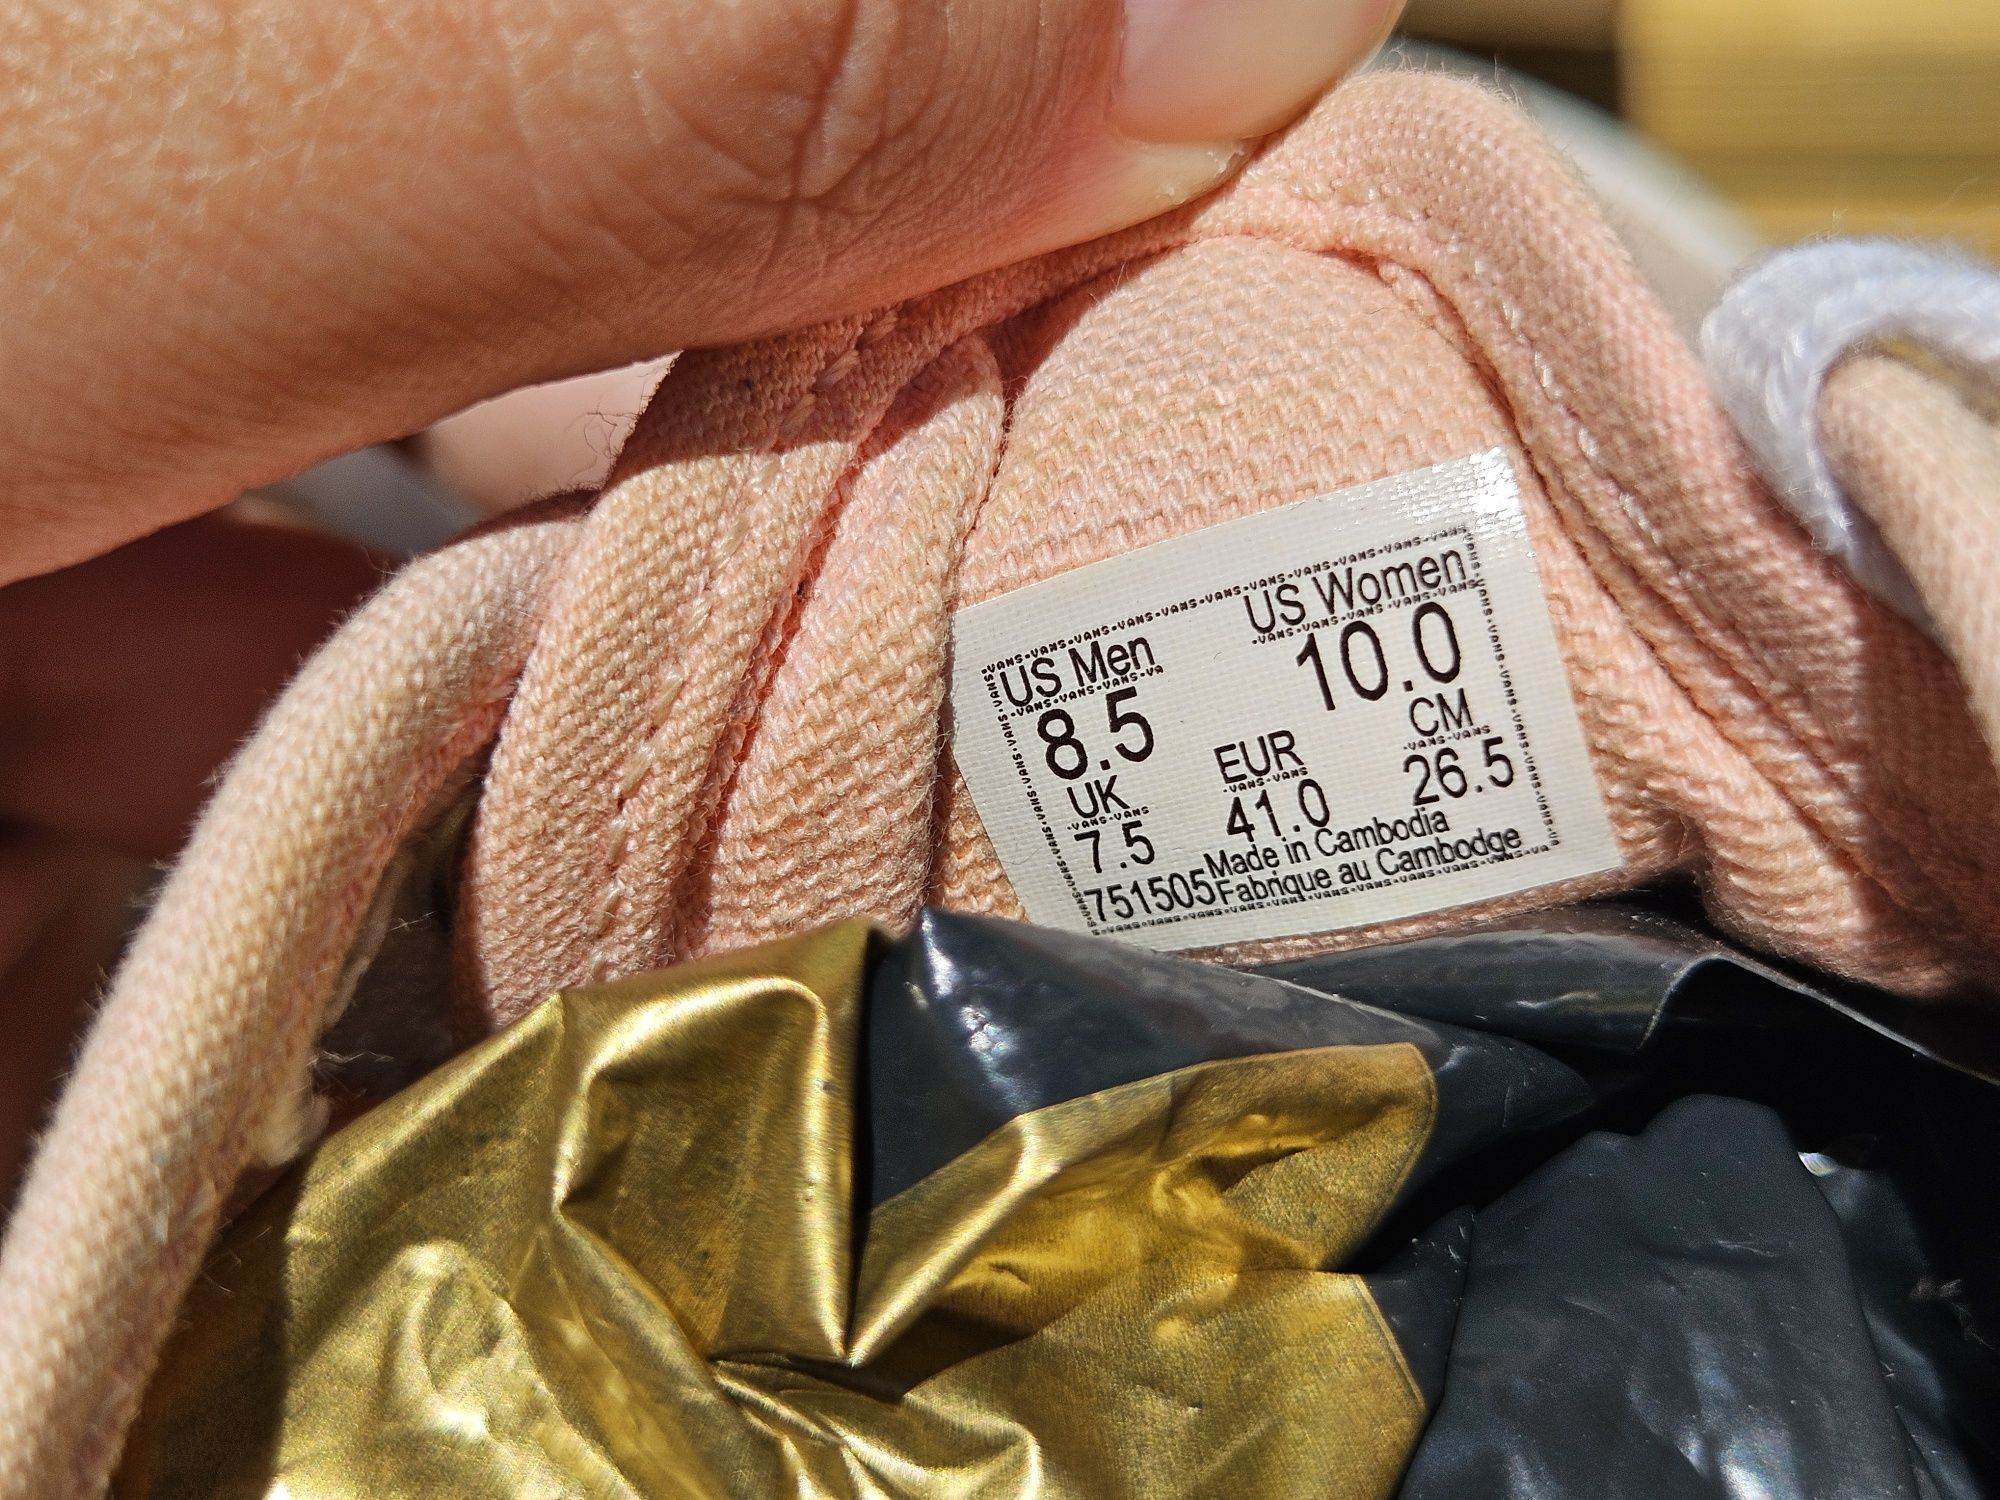 US Men US Women
8.5 10.0
UK EUR CM
7.5 41.0 26.5
Made in Cambodia
751505 Fabrique au Cambodge